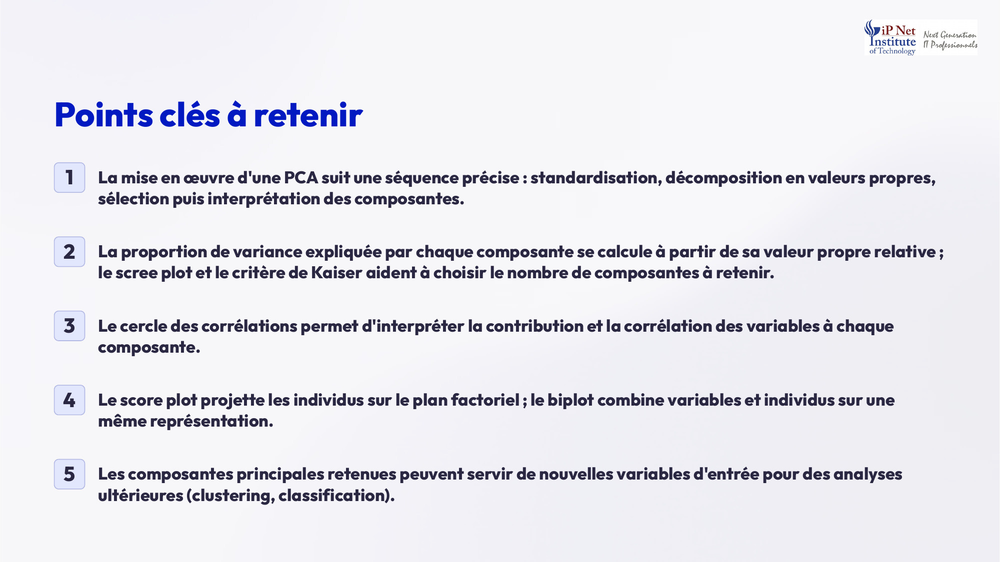 iP Net
Institute
of Technology
Next Generation
IT Professionnels
Points clés à retenir
1
La mise en œuvre d'une PCA suit une séquence précise : standardisation, décomposition en valeurs propres,
sélection puis interprétation des composantes.
2
La proportion de variance expliquée par chaque composante se calcule à partir de sa valeur propre relative ;
le scree plot et le critère de Kaiser aident à choisir le nombre de composantes à retenir.
3
Le cercle des corrélations permet d'interpréter la contribution et la corrélation des variables à chaque
composante.
4
Le score plot projette les individus sur le plan factoriel ; le biplot combine variables et individus sur une
même représentation.
5
Les composantes principales retenues peuvent servir de nouvelles variables d'entrée pour des analyses
ultérieures (clustering, classification).